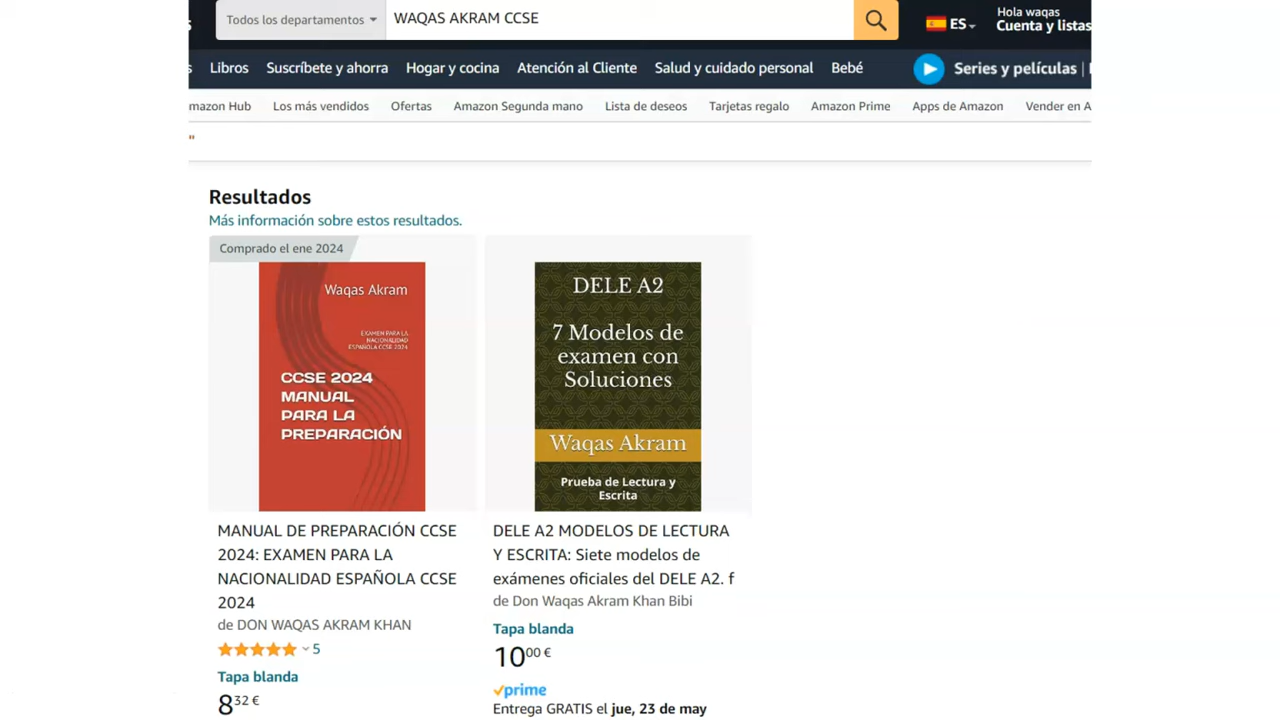 Todos los departamentos
WAQAS AKRAM CCSE
ES
Hola waqas
Cuenta y listas
s
Libros
Suscríbete y ahorra
Hogar y cocina
Atención al Cliente
Salud y cuidado personal
Bebé
Series y películas |
mazon Hub
Los más vendidos
Ofertas
Amazon Segunda mano
Lista de deseos
Tarjetas regalo
Amazon Prime
Apps de Amazon
Vender en A
"
Resultados
Más información sobre estos resultados.
Comprado el ene 2024
Waqas Akram
EXAMEN PARA LA
NACIONALIDAD
ESPAÑOLA CCSE 2024
CCSE 2024
MANUAL
PARA LA
PREPARACIÓN
MANUAL DE PREPARACIÓN CCSE
2024: EXAMEN PARA LA
NACIONALIDAD ESPAÑOLA CCSE
2024
de DON WAQAS AKRAM KHAN
5
Tapa blanda
8,32 €
DELE A2
7 Modelos de
examen con
Soluciones
Waqas Akram
Prueba de Lectura y
Escrita
DELE A2 MODELOS DE LECTURA
Y ESCRITA: Siete modelos de
exámenes oficiales del DELE A2. f
de Don Waqas Akram Khan Bibi
Tapa blanda
1000 €
prime
Entrega GRATIS el jue, 23 de may